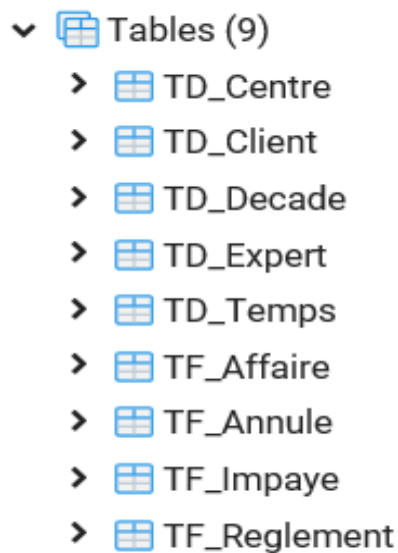 Tables (9)
TD_Centre
TD_Client
TD_Decade
TD_Expert
TD_Temps
TF_Affaire
TF_Annule
TF_Impaye
TF_Reglement